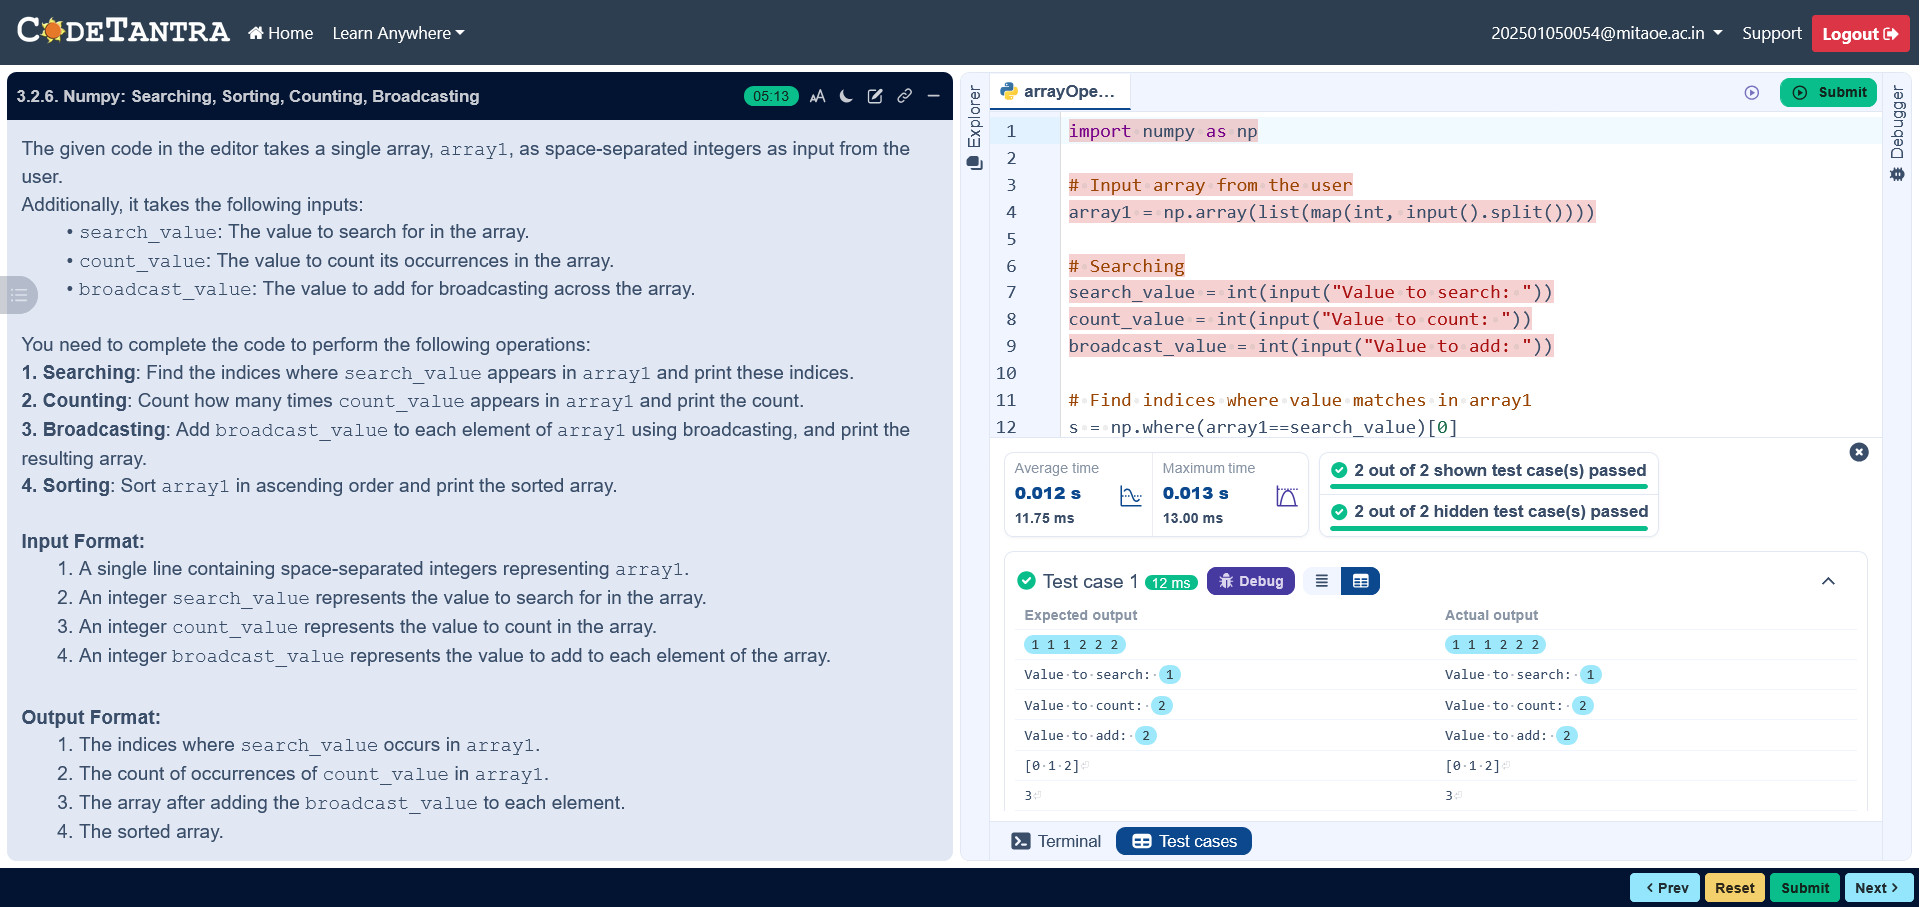 CODETANTRA Home Learn Anywhere 202501050054@mitaoe.ac.in Support Logout
3.2.6. Numpy: Searching, Sorting, Counting, Broadcasting 05:13
The given code in the editor takes a single array, array1, as space-separated integers as input from the
user.
Additionally, it takes the following inputs:
• search_value: The value to search for in the array.
• count_value: The value to count its occurrences in the array.
• broadcast_value: The value to add for broadcasting across the array.
You need to complete the code to perform the following operations:
1. Searching: Find the indices where search_value appears in array1 and print these indices.
2. Counting: Count how many times count_value appears in array1 and print the count.
3. Broadcasting: Add broadcast_value to each element of array1 using broadcasting, and print the
resulting array.
4. Sorting: Sort array1 in ascending order and print the sorted array.
Input Format:
1. A single line containing space-separated integers representing array1.
2. An integer search_value represents the value to search for in the array.
3. An integer count_value represents the value to count in the array.
4. An integer broadcast_value represents the value to add to each element of the array.
Output Format:
1. The indices where search_value occurs in array1.
2. The count of occurrences of count_value in array1.
3. The array after adding the broadcast_value to each element.
4. The sorted array.
Explorer
arrayOpe...
Submit
Debugger
1 import numpy as np
2
3 # Input array from the user
4 array1 = np.array(list(map(int, input().split())))
5
6 # Searching
7 search_value = int(input("Value to search: "))
8 count_value = int(input("Value to count: "))
9 broadcast_value = int(input("Value to add: "))
10
11 # Find indices where value matches in array1
12 s = np.where(array1==search_value)[0]
Average time
0.012 s
11.75 ms
Maximum time
0.013 s
13.00 ms
2 out of 2 shown test case(s) passed
2 out of 2 hidden test case(s) passed
Test case 1 12 ms Debug
Expected output Actual output
1 1 1 2 2 2 1 1 1 2 2 2
Value·to·search:·1 Value·to·search:·1
Value·to·count:·2 Value·to·count:·2
Value·to·add:·2 Value·to·add:·2
[0·1·2] [0·1·2]
3 3
Terminal Test cases
< Prev Reset Submit Next >